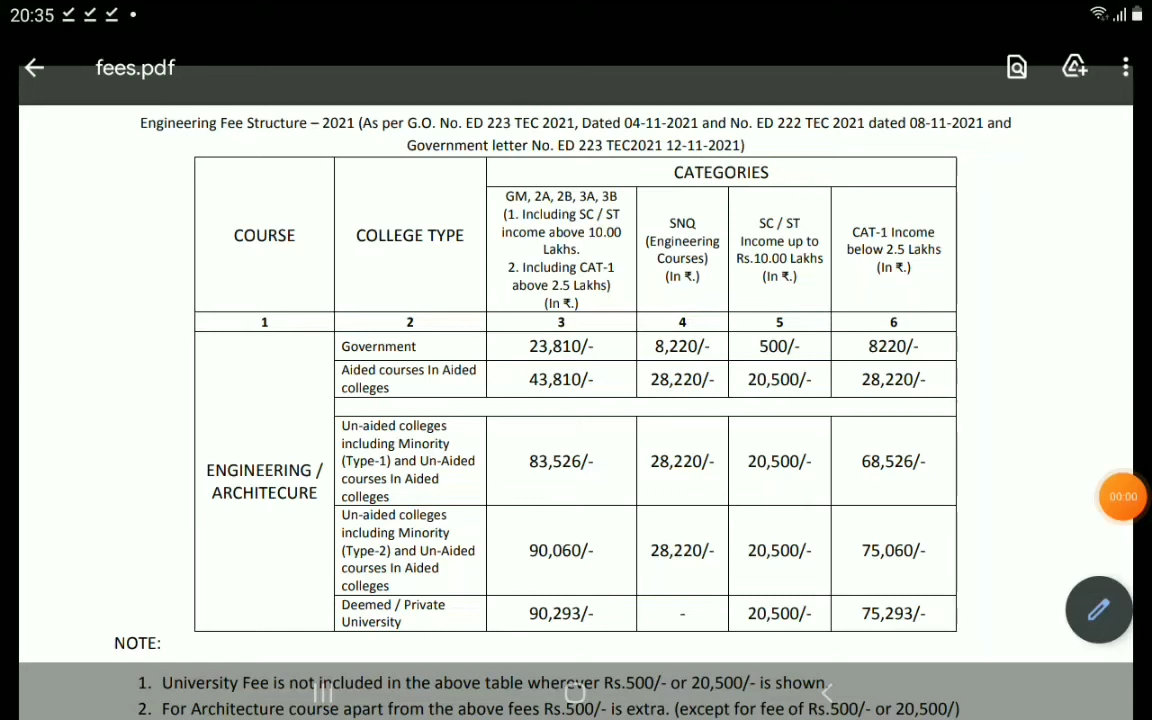 20:35
fees.pdf
Engineering Fee Structure – 2021 (As per G.O. No. ED 223 TEC 2021, Dated 04-11-2021 and No. ED 222 TEC 2021 dated 08-11-2021 and
Government letter No. ED 223 TEC2021 12-11-2021)
COURSE
COLLEGE TYPE
CATEGORIES
GM, 2A, 2B, 3A, 3B
(1. Including SC / ST
income above 10.00
Lakhs.
2. Including CAT-1
above 2.5 Lakhs)
(In ₹.)
SNQ
(Engineering
Courses)
(In ₹.)
SC / ST
Income up to
Rs.10.00 Lakhs
(In ₹.)
CAT-1 Income
below 2.5 Lakhs
(In ₹.)
1 2 3 4 5 6
ENGINEERING /
ARCHITECURE
Government 23,810/- 8,220/- 500/- 8220/-
Aided courses In Aided
colleges
43,810/- 28,220/- 20,500/- 28,220/-
Un-aided colleges
including Minority
(Type-1) and Un-Aided
courses In Aided
colleges
83,526/- 28,220/- 20,500/- 68,526/-
Un-aided colleges
including Minority
(Type-2) and Un-Aided
courses In Aided
colleges
90,060/- 28,220/- 20,500/- 75,060/-
Deemed / Private
University
90,293/- - 20,500/- 75,293/-
00:00
NOTE:
1. University Fee is not included in the above table wherever Rs.500/- or 20,500/- is shown
2. For Architecture course apart from the above fees Rs.500/- is extra. (except for fee of Rs.500/- or 20,500/)